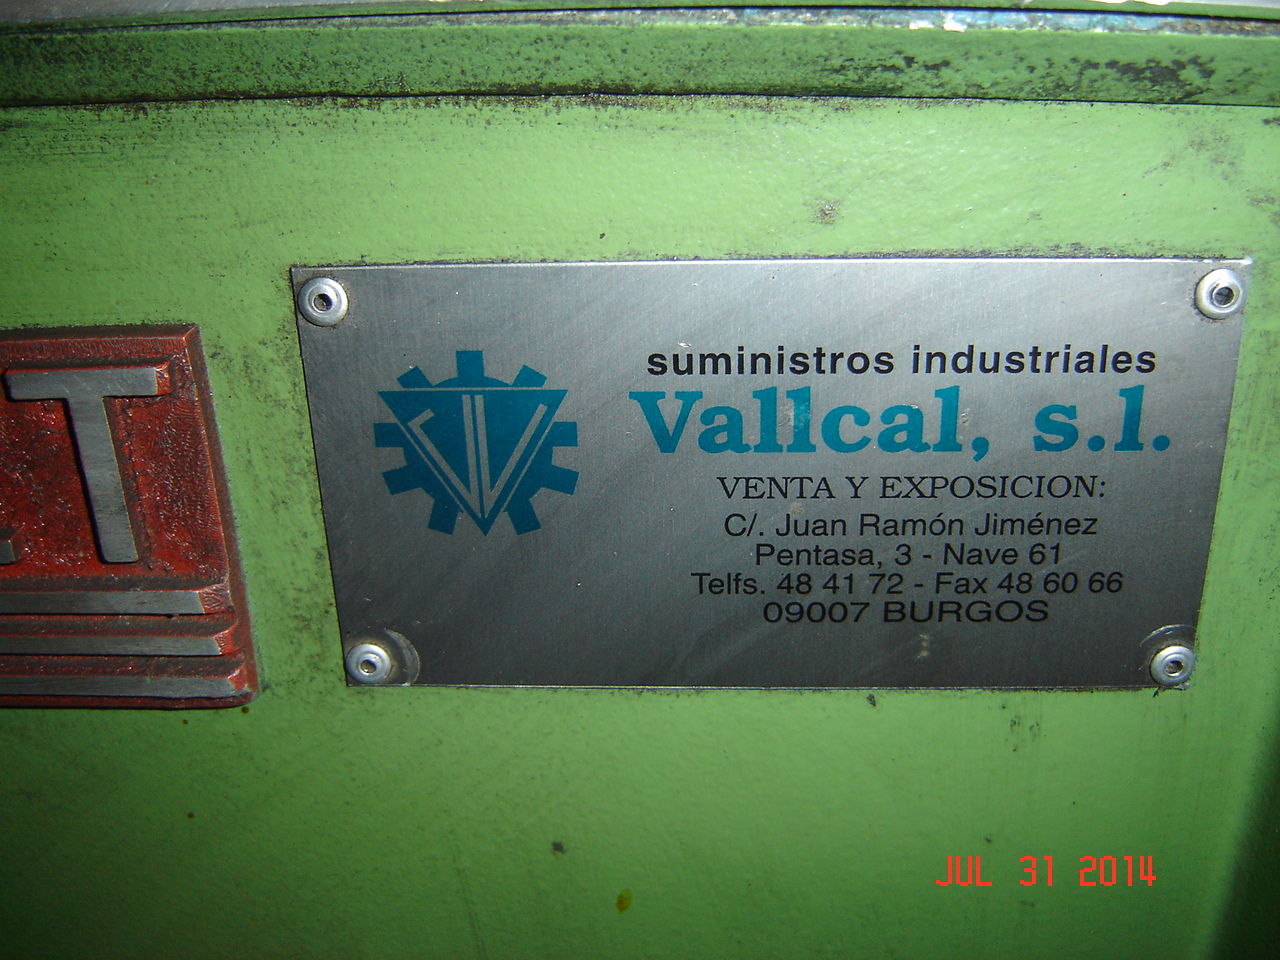 T
suministros industriales
Vallcal, s.l.
VENTA Y EXPOSICION:
C/. Juan Ramón Jiménez
Pentasa, 3 - Nave 61
Telfs. 48 41 72 - Fax 48 60 66
09007 BURGOS
JUL 31 2014